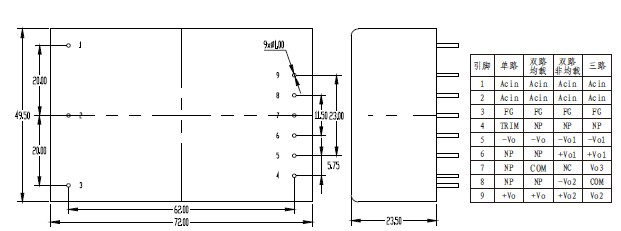 1
2
3
9
8
7
6
5
4
9xø1.00
20.00
20.00
49.50
11.50
23.00
5.75
62.00
72.00
23.50
引脚 单路 双路均载 双路非均载 三路
1 Acin Acin Acin Acin
2 Acin Acin Acin Acin
3 FG FG FG FG
4 TRIM NP NP NP
5 -Vo -Vo -Vo1 -Vo1
6 NP NP +Vo1 +Vo1
7 NP COM NC Vo3
8 NP NP -Vo2 COM
9 +Vo +Vo +Vo2 Vo2